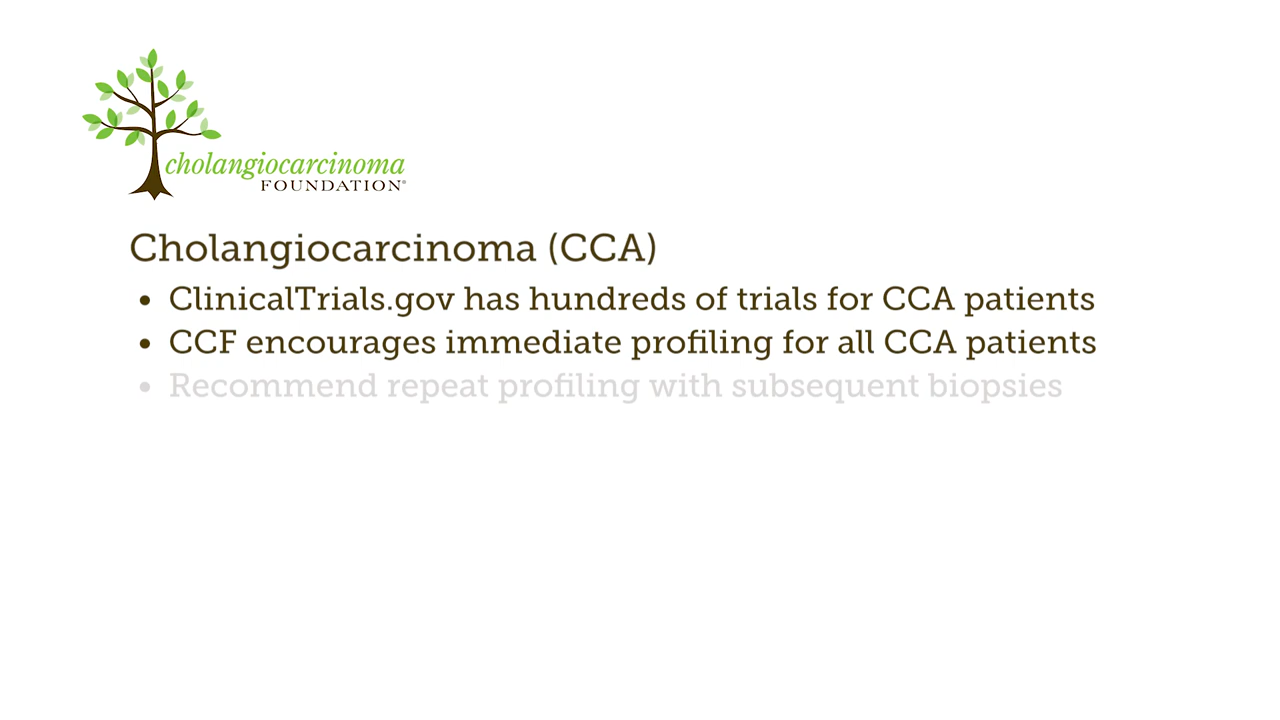 cholangiocarcinoma
FOUNDATION®
Cholangiocarcinoma (CCA)
• ClinicalTrials.gov has hundreds of trials for CCA patients
• CCF encourages immediate profiling for all CCA patients
• Recommend repeat profiling with subsequent biopsies